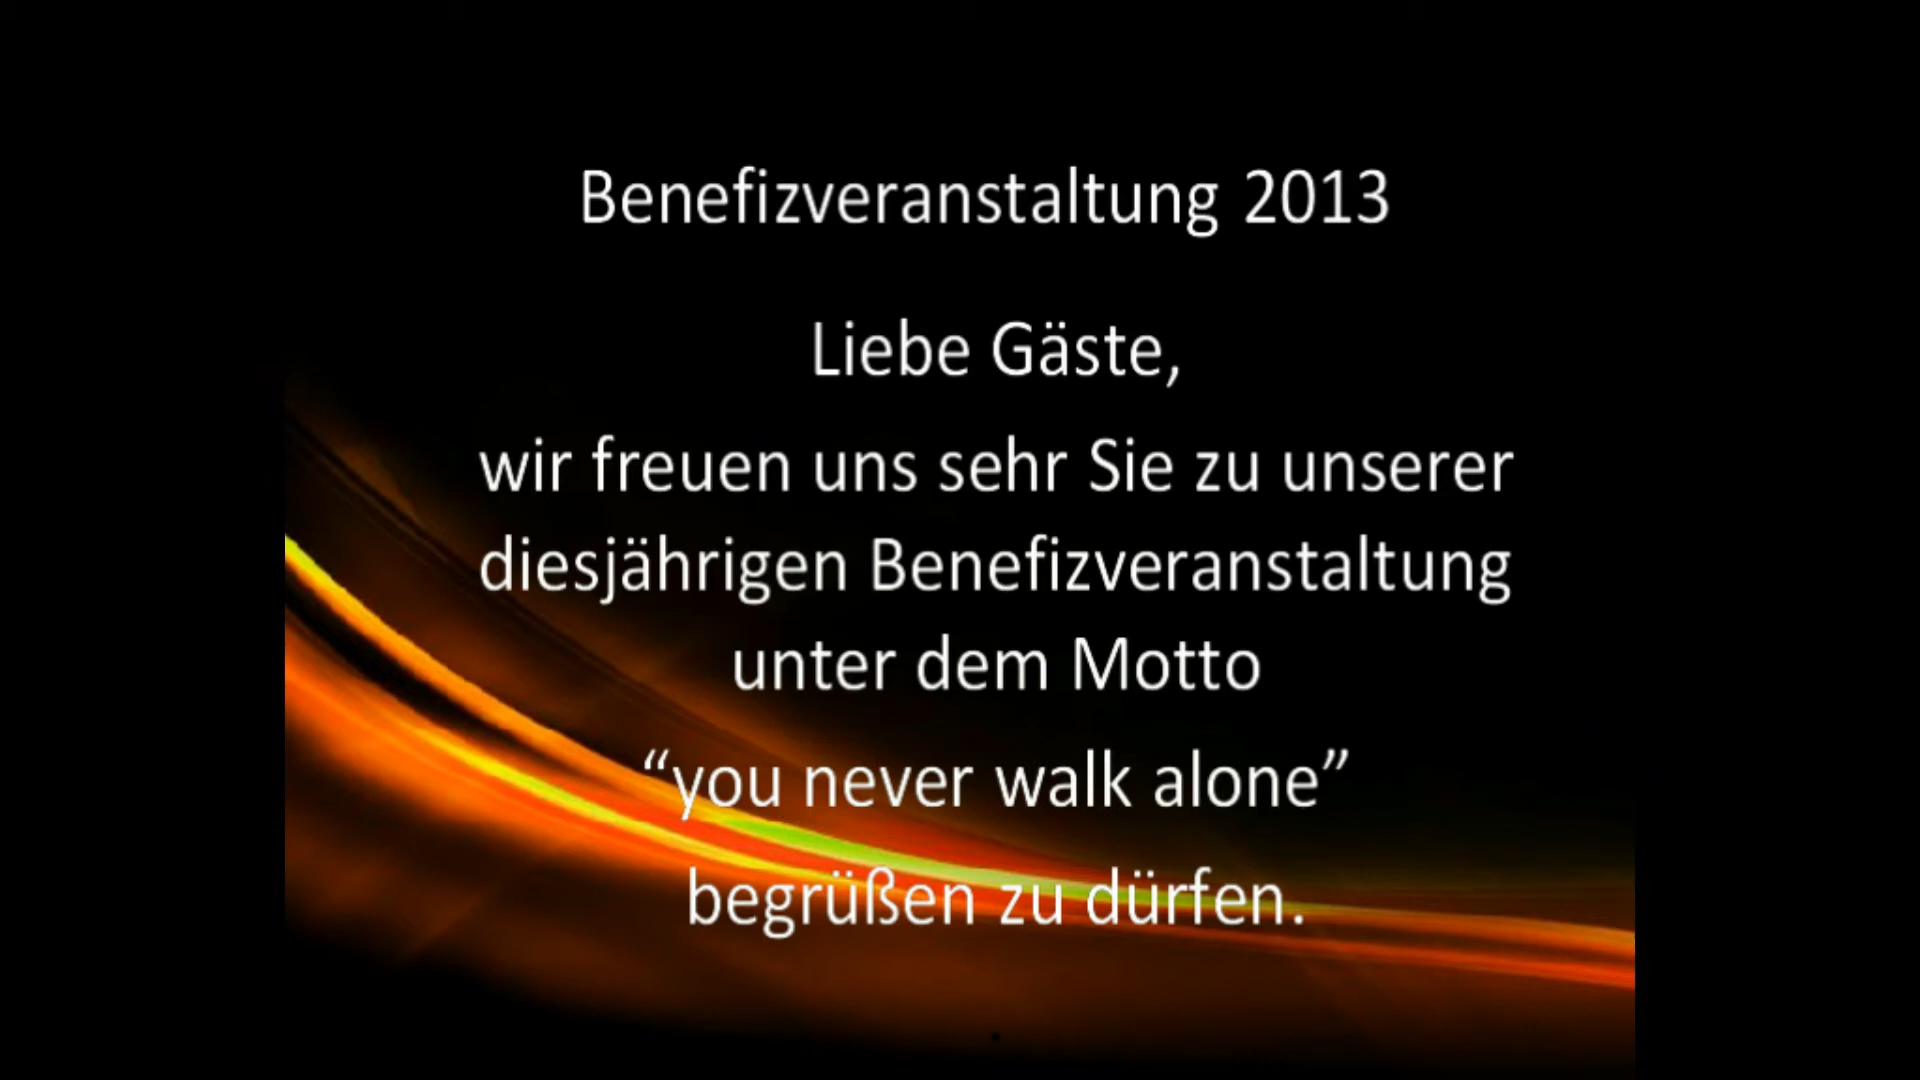 Benefizveranstaltung 2013
Liebe Gäste,
wir freuen uns sehr Sie zu unserer
diesjährigen Benefizveranstaltung
unter dem Motto
“you never walk alone”
begrüßen zu dürfen.